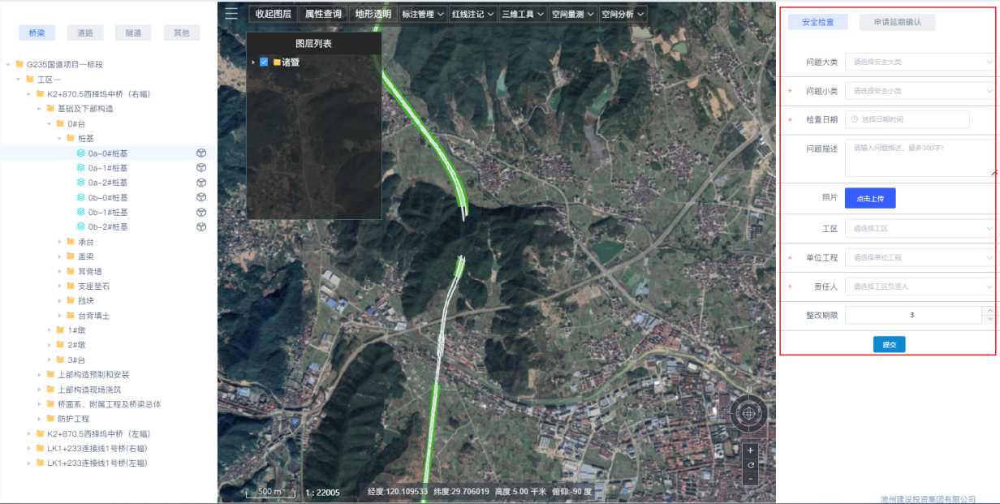 桥梁 道路 隧道 其他
G235国道项目一标段
工区一
K2+870.5西择坞中桥（右幅）
基础及下部构造
0#台
桩基
0a-0#桩基
0a-1#桩基
0a-2#桩基
0b-0#桩基
0b-1#桩基
0b-2#桩基
承台
盖梁
耳背墙
支座垫石
挡块
台背填土
1#墩
2#墩
3#台
上部构造预制和安装
上部构造现场浇筑
桥面系、附属工程及桥梁总体
防护工程
K2+870.5西择坞中桥（左幅）
LK1+233连接线1号桥(右幅)
LK1+233连接线1号桥(左幅)
收起图层 属性查询 地形透明 标注管理 红线注记 三维工具 空间量测 空间分析
图层列表
诸暨
N
500 m 1 : 22005 经度:120.109533 纬度:29.706019 高度:5.00 千米 俯仰:-90 度
安全检查 申请延期确认
问题大类 请选择安全大类
* 问题小类 请选择安全小类
* 检查日期 选择日期时间
问题描述 请输入问题描述，最多300字!
照片 点击上传
工区 请选择工区
* 单位工程 请选择单位工程
* 责任人 请选择工区负责人
整改期限 3
提交
池州建设投资集团有限公司